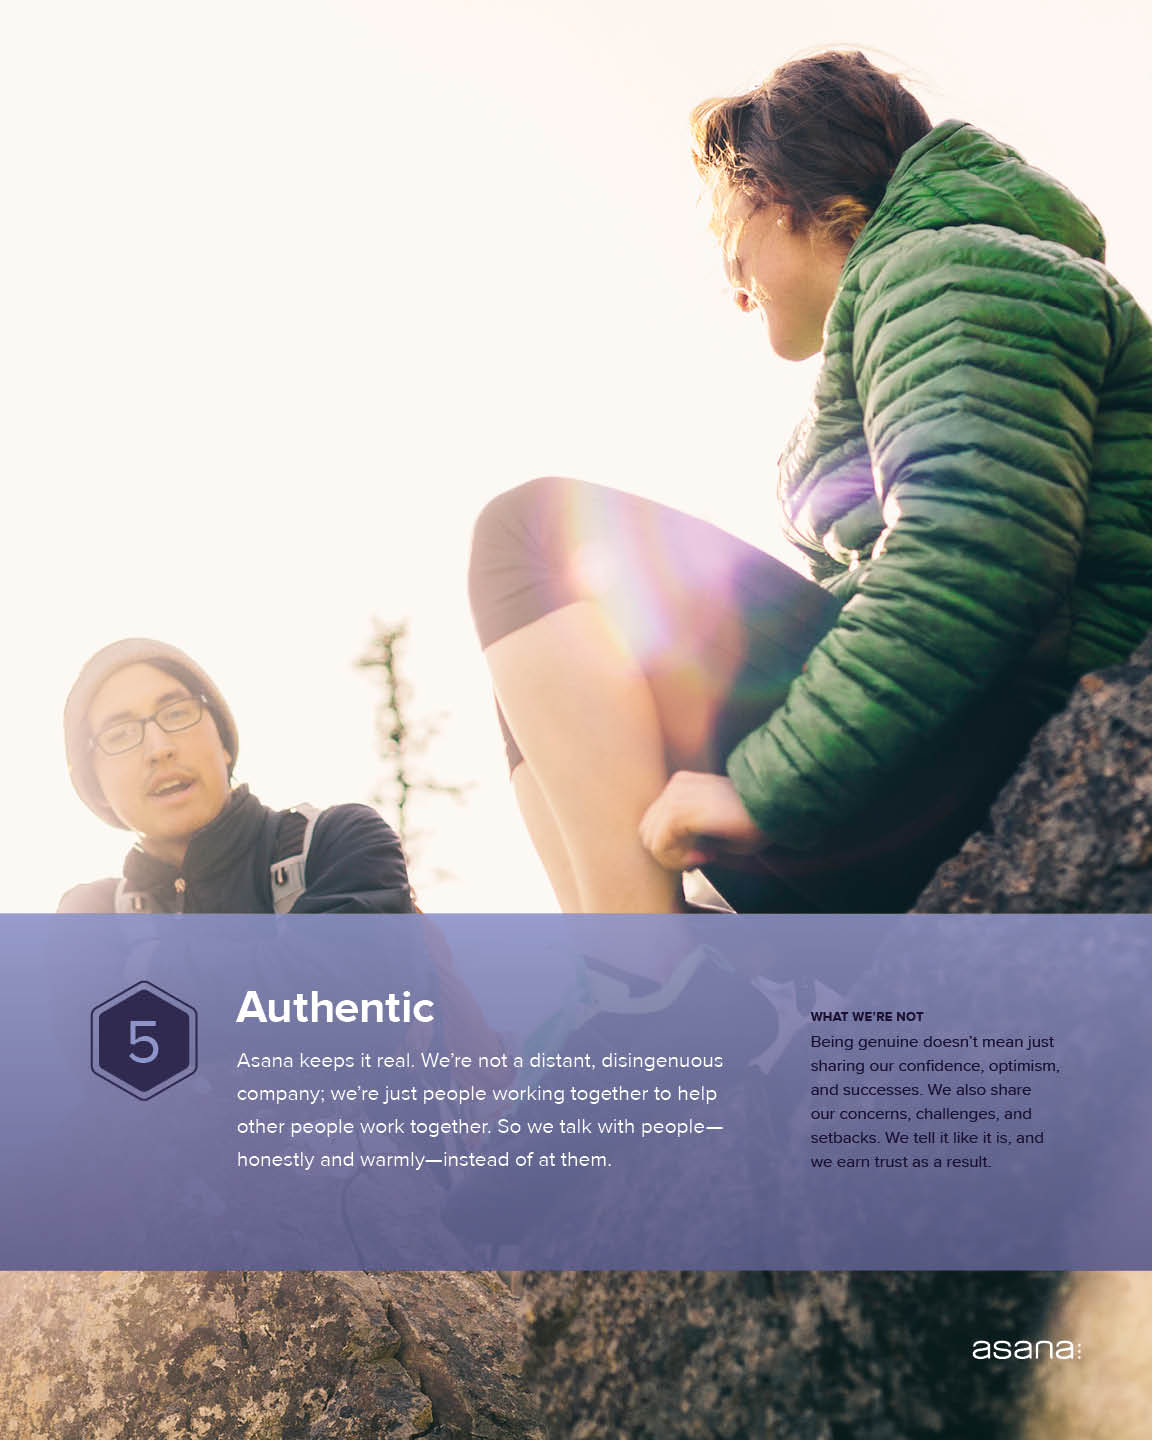 5
Authentic
Asana keeps it real. We’re not a distant, disingenuous
company; we’re just people working together to help
other people work together. So we talk with people—
honestly and warmly—instead of at them.
WHAT WE’RE NOT
Being genuine doesn’t mean just
sharing our confidence, optimism,
and successes. We also share
our concerns, challenges, and
setbacks. We tell it like it is, and
we earn trust as a result.
asana